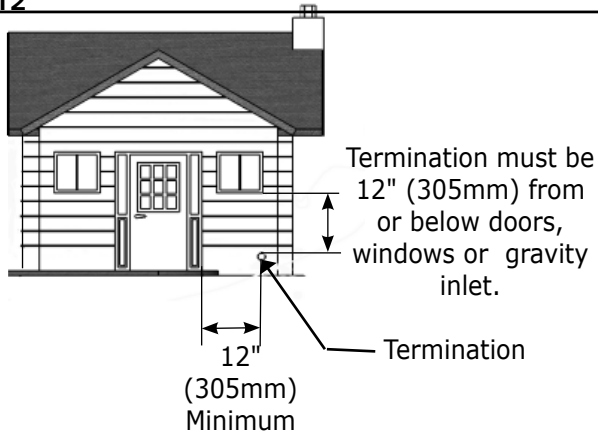 12
Termination must be
12" (305mm) from
or below doors,
windows or gravity
inlet.
Termination
12"
(305mm)
Minimum